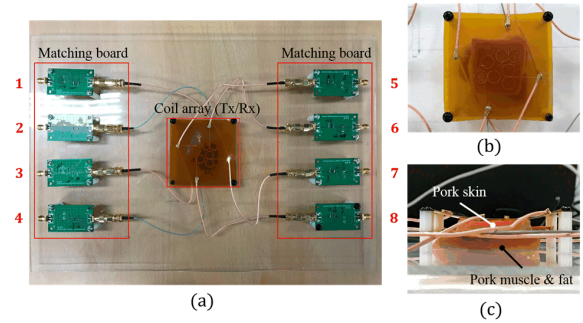 Matching board
Matching board
1
5
Coil array (Tx/Rx)
2
6
3
7
4
8
(a)
(b)
Pork skin
Pork muscle & fat
(c)